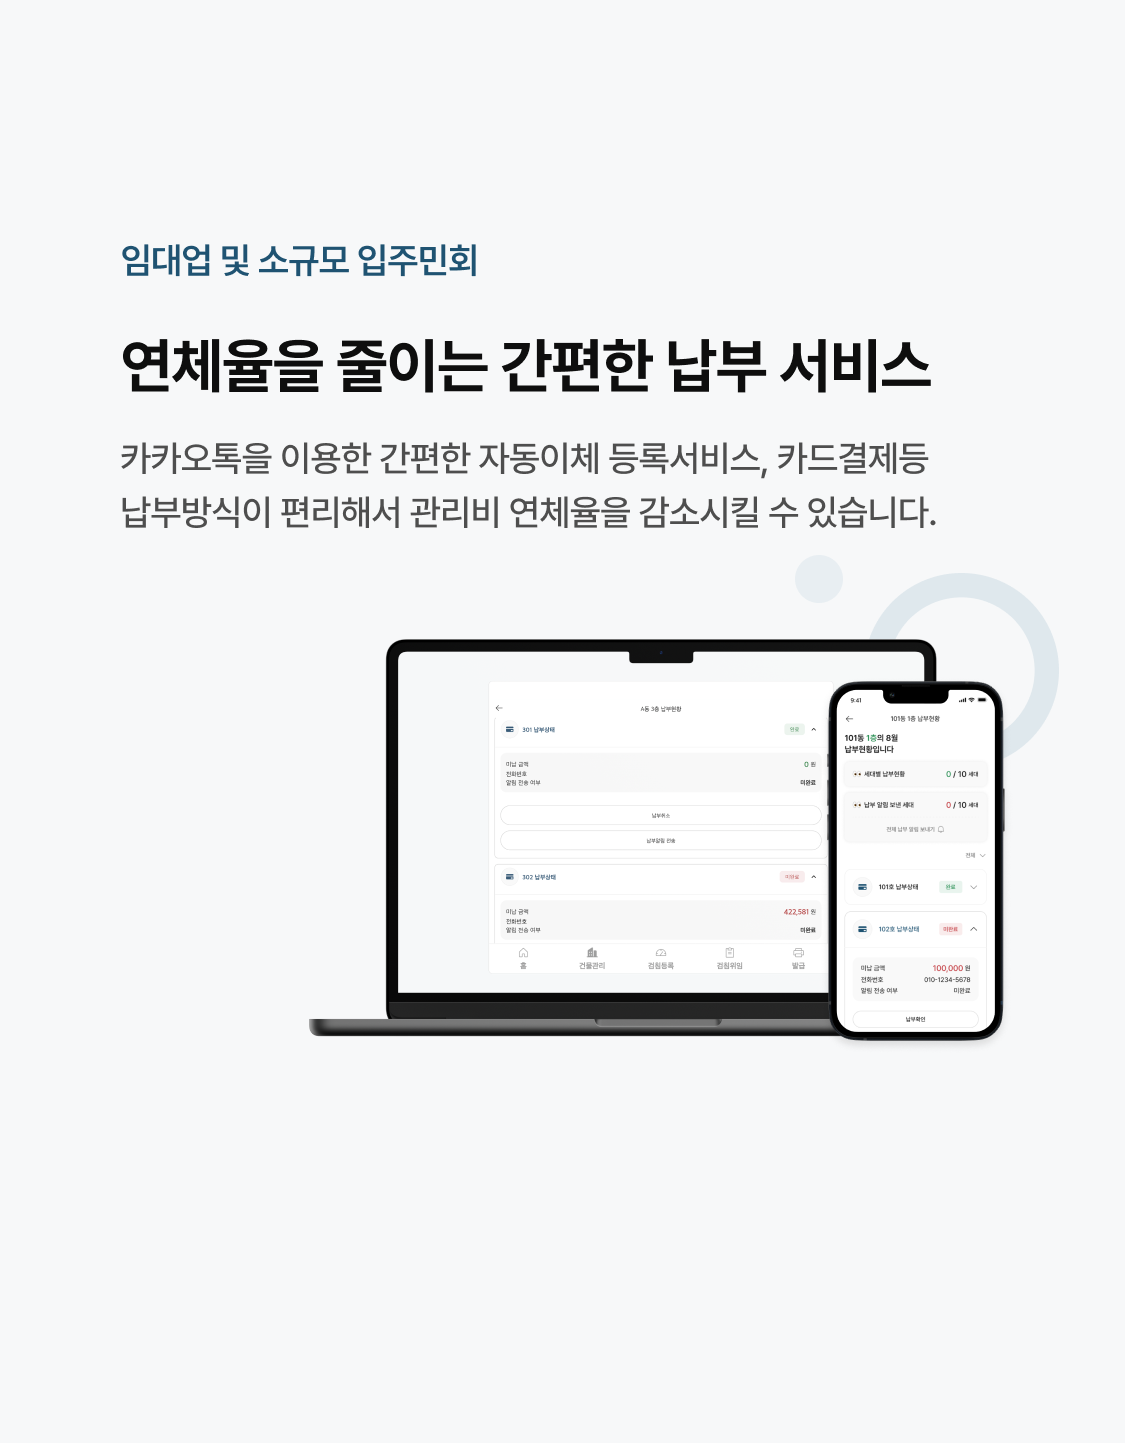 임대업 및 소규모 입주민회
연체율을 줄이는 간편한 납부 서비스
카카오톡을 이용한 간편한 자동이체 등록서비스, 카드결제등
납부방식이 편리해서 관리비 연체율을 감소시킬 수 있습니다.
A동 3층 납부현황
301 납부상태 완료
미납 금액 0 원
전화번호
알림 전송 여부 미완료
납부취소
납부알림 전송
302 납부상태 미완료
미납 금액 422,581 원
전화번호
알림 전송 여부 미완료
홈 건물관리 검침등록 검침위임 발급
9:41
101동 1층 납부현황
101동 1층의 8월
납부현황입니다
세대별 납부현황 0 / 10 세대
납부 알림 보낸 세대 0 / 10 세대
전체 납부 알림 보내기
전체
101호 납부상태 완료
102호 납부상태 미완료
미납 금액 100,000 원
전화번호 010-1234-5678
알림 전송 여부 미완료
납부확인